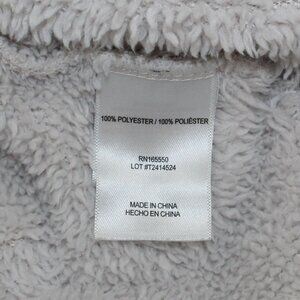 100% POLYESTER / 100% POLIÉSTER
RN165550
LOT #T2414524
MADE IN CHINA
HECHO EN CHINA